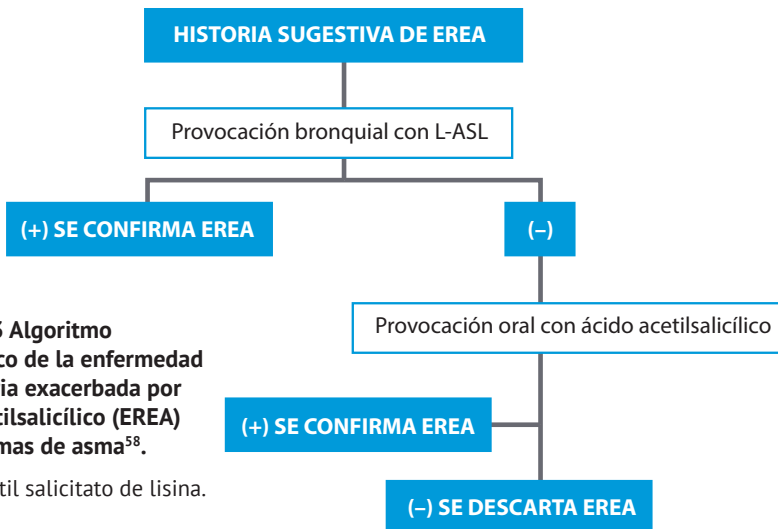 HISTORIA SUGESTIVA DE EREA
Provocación bronquial con L-ASL
(+) SE CONFIRMA EREA
(–)
Provocación oral con ácido acetilsalicílico
Algoritmo
de la enfermedad
exacerbada por
(EREA)
de asma⁵⁸.
salicitato de lisina.
(+) SE CONFIRMA EREA
(–) SE DESCARTA EREA